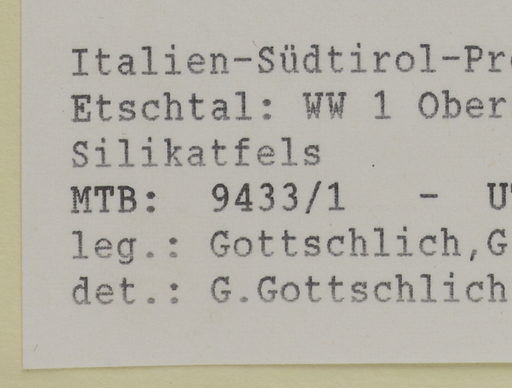 Italien-Südtirol-Pr
Etschtal: WW 1 Ober
Silikatfels
MTB: 9433/1 - U
leg.: Gottschlich,G
det.: G.Gottschlich